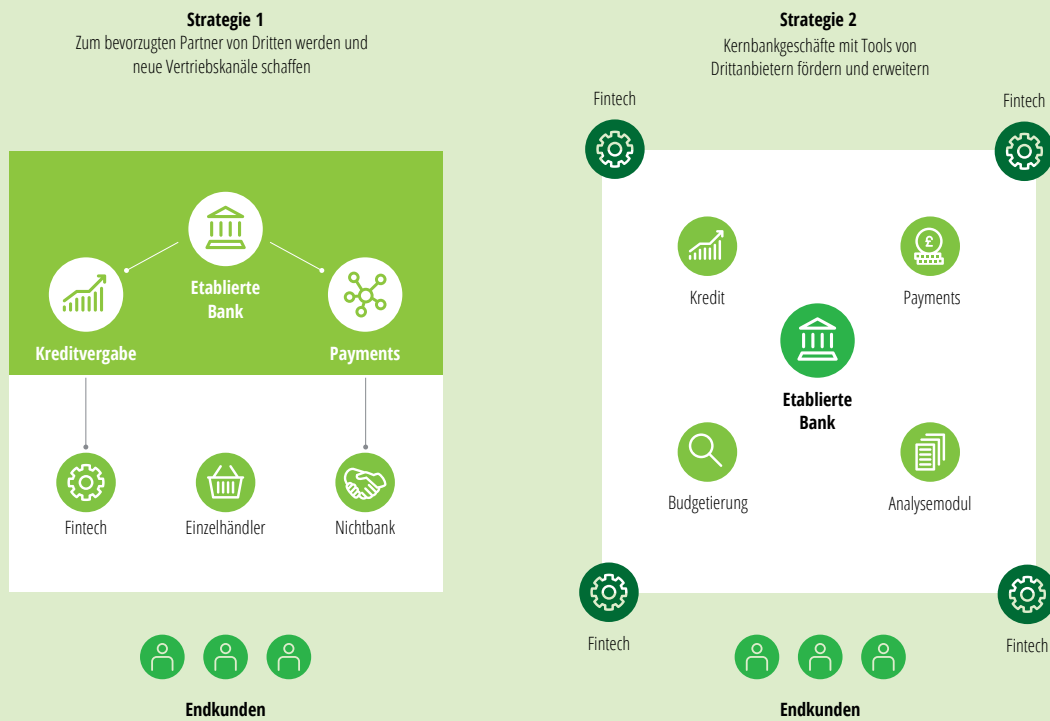 Strategie 1
Zum bevorzugten Partner von Dritten werden und
neue Vertriebskanäle schaffen
Etablierte
Bank
Kreditvergabe
Payments
Fintech
Einzelhändler
Nichtbank
Endkunden
Strategie 2
Kernbankgeschäfte mit Tools von
Drittanbietern fördern und erweitern
Fintech
Fintech
£
Kredit
Payments
Etablierte
Bank
Budgetierung
Analysemodul
Fintech
Fintech
Endkunden